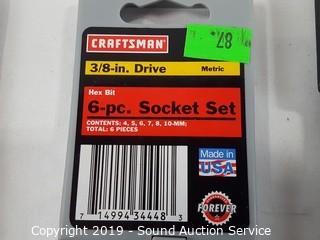 CRAFTSMAN
3/8-in. Drive Metric
Hex Bit
6-pc. Socket Set
CONTENTS: 4, 5, 6, 7, 8, 10-MM;
TOTAL: 6 PIECES
Made in
USA
FOREVER
7 14994 34448 3
Copyright 2019 - Sound Auction Service